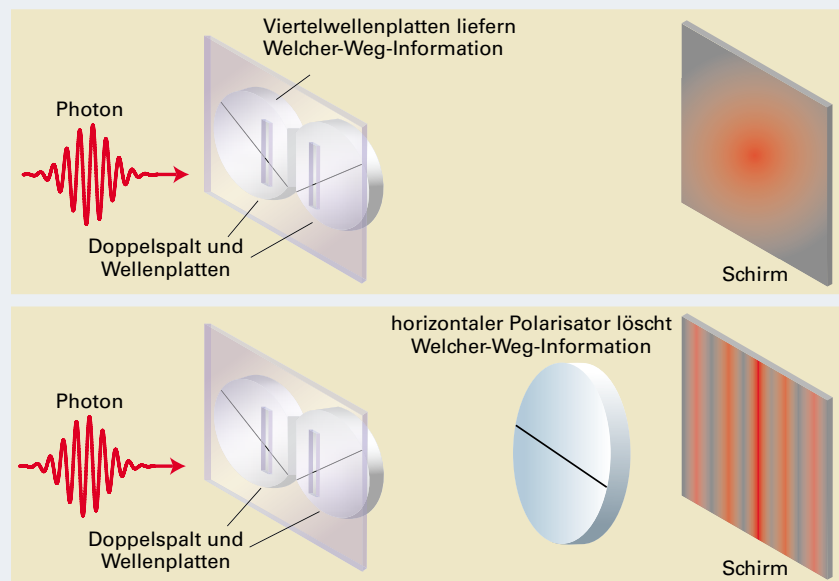 Viertelwellenplatten liefern
Welcher-Weg-Information
Photon
Doppelspalt und
Wellenplatten
Schirm
horizontaler Polarisator löscht
Welcher-Weg-Information
Photon
Doppelspalt und
Wellenplatten
Schirm